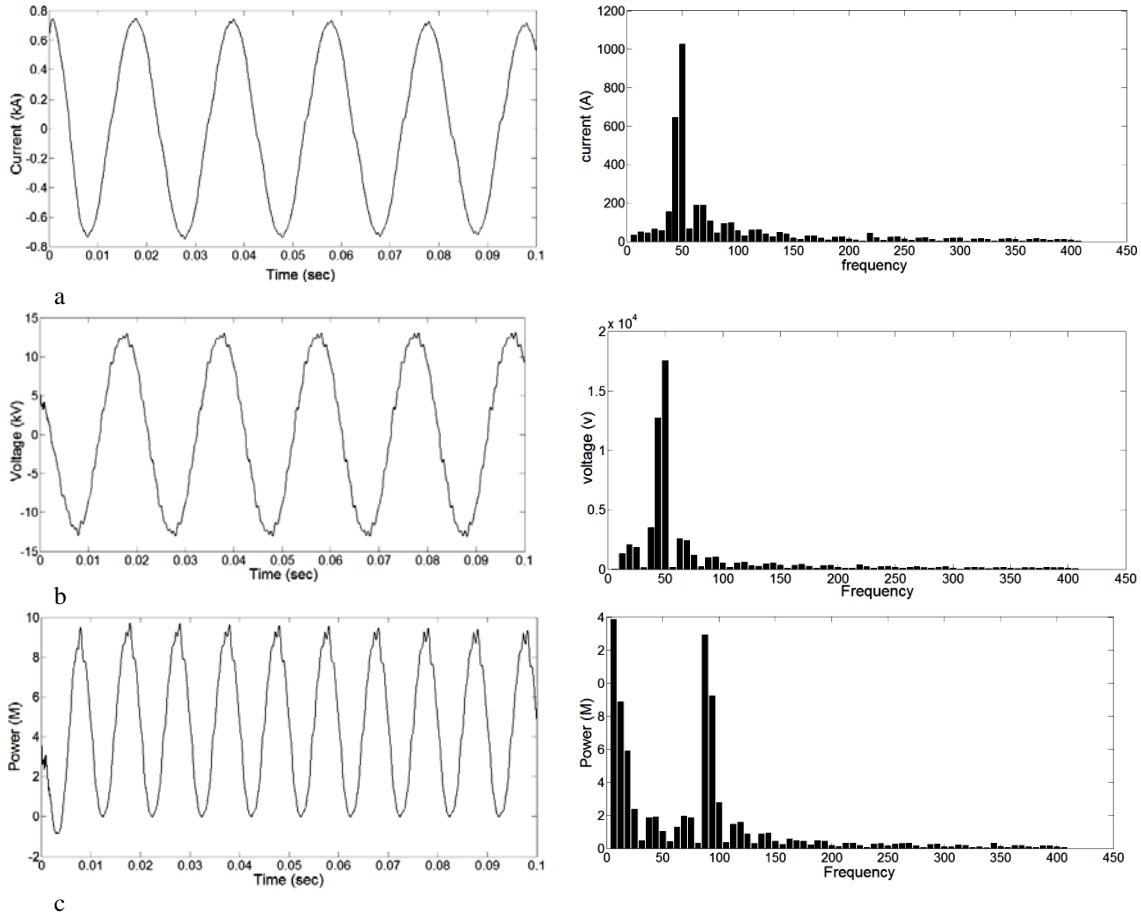 0.8
0.6
0.4
0.2
0
-0.2
-0.4
-0.6
-0.8
Current (kA)
0 0.01 0.02 0.03 0.04 0.05 0.06 0.07 0.08 0.09 0.1
Time (sec)
a
1200
1000
800
600
400
200
0
current (A)
0 50 100 150 200 250 300 350 400 450
frequency
15
10
5
0
-5
-10
-15
Voltage (kV)
0 0.01 0.02 0.03 0.04 0.05 0.06 0.07 0.08 0.09 0.1
Time (sec)
b
2 x 10^4
1.5
1
0.5
0
voltage (v)
50 100 150 200 250 300 350 400 450
Frequency
10
8
6
4
2
0
-2
Power (M)
0 0.01 0.02 0.03 0.04 0.05 0.06 0.07 0.08 0.09 0.1
Time (sec)
c
4
2
0
8
6
4
2
0
Power (M)
0 50 100 150 200 250 300 350 400 450
Frequency